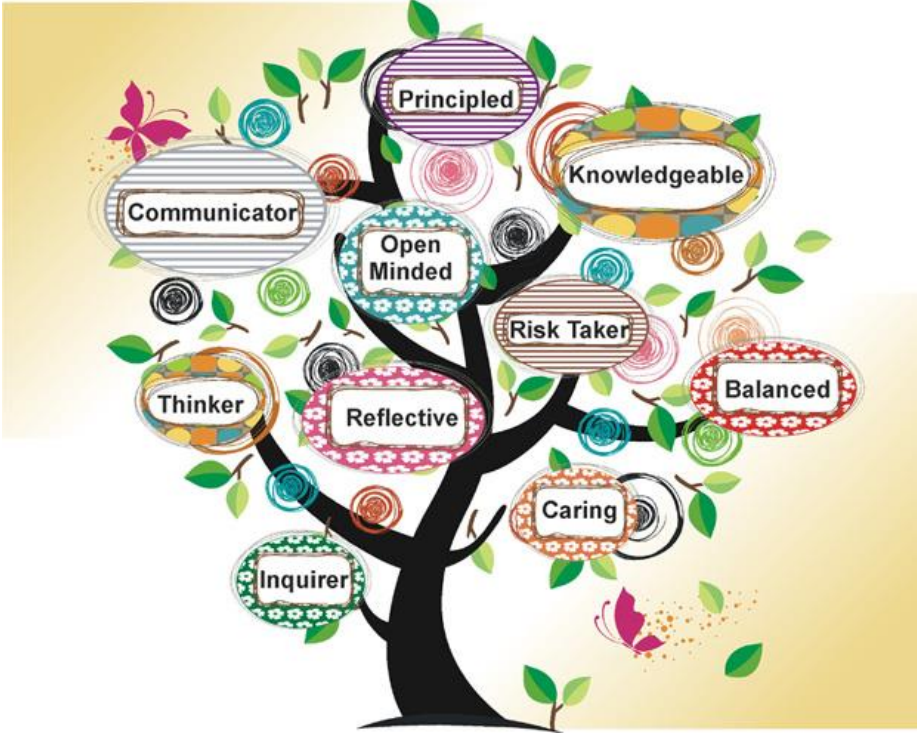 Principled
Knowledgeable
Communicator
Open
Minded
Risk Taker
Balanced
Thinker
Reflective
Caring
Inquirer